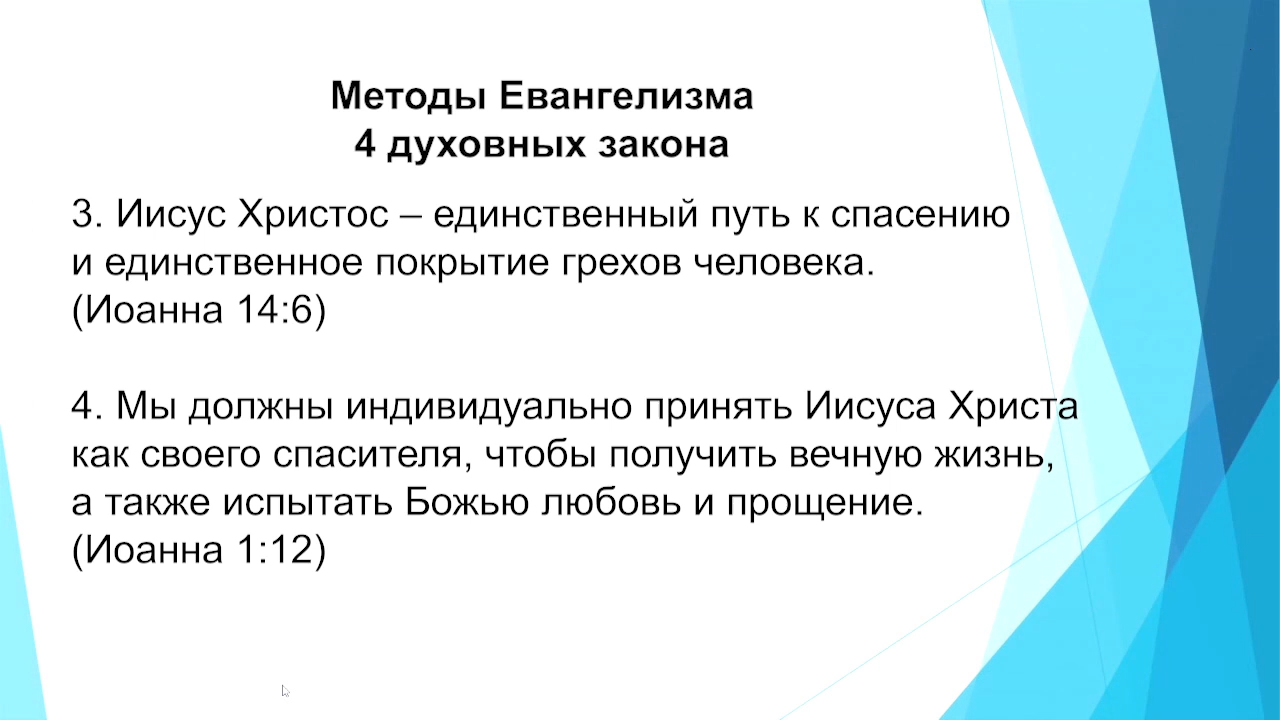 Методы Евангелизма
4 духовных закона
3. Иисус Христос – единственный путь к спасению
и единственное покрытие грехов человека.
(Иоанна 14:6)
4. Мы должны индивидуально принять Иисуса Христа
как своего спасителя, чтобы получить вечную жизнь,
а также испытать Божью любовь и прощение.
(Иоанна 1:12)